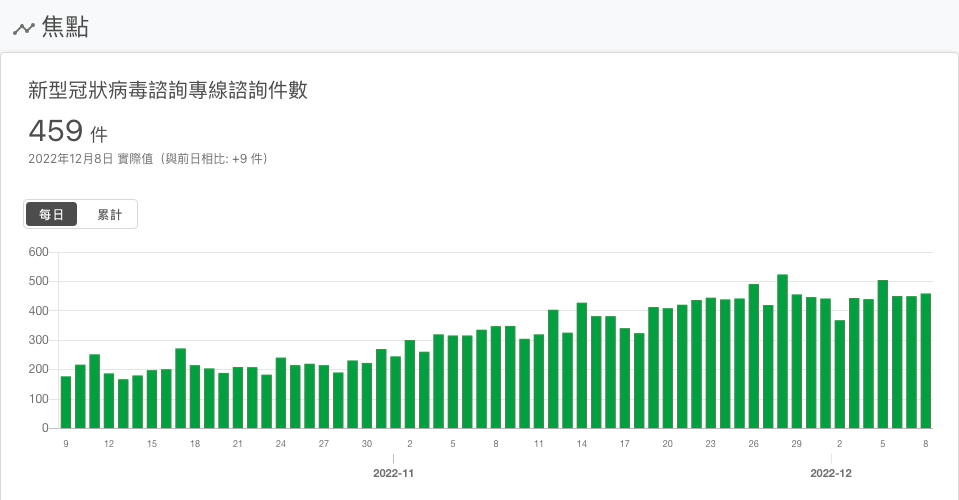 焦點
新型冠狀病毒諮詢專線諮詢件數
459 件
2022年12月8日 實際值（與前日相比: +9 件）
每日 累計
600
500
400
300
200
100
0
9 12 15 18 21 24 27 30 2 5 8 11 14 17 20 23 26 29 2 5 8
2022-11 2022-12